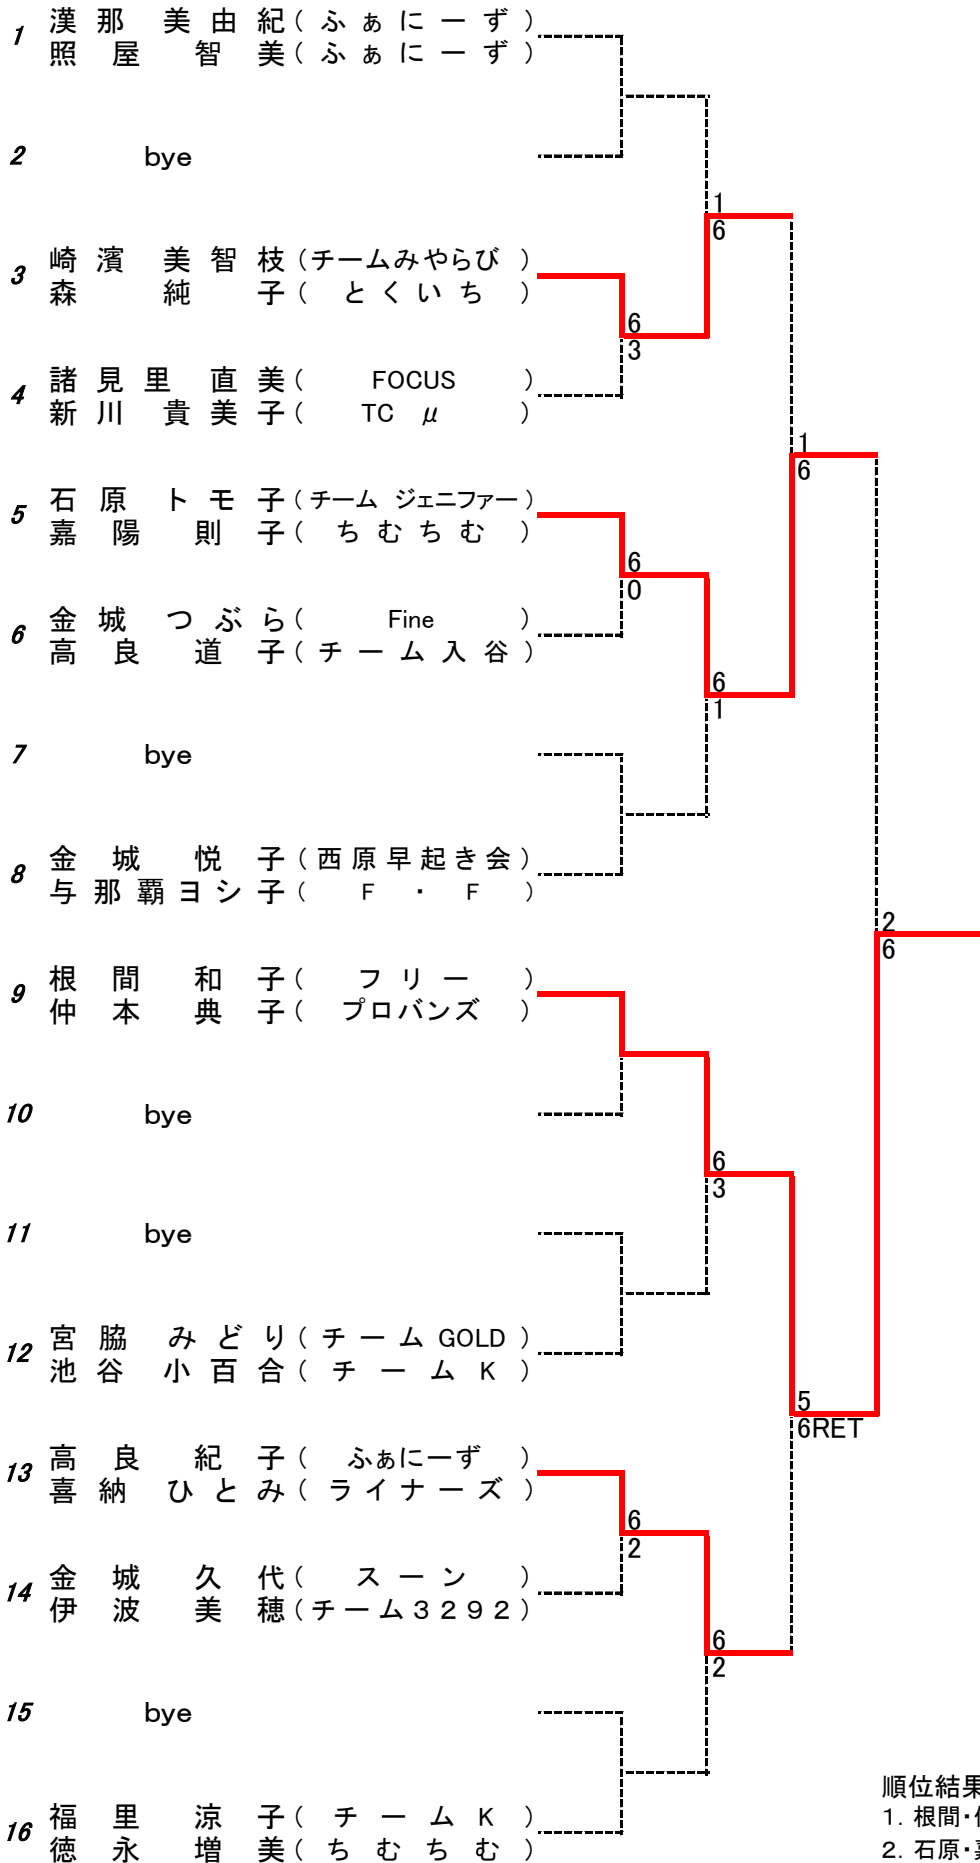 1 漢那 美由紀(ふぁにーず)
照屋 智美(ふぁにーず)
2 bye
1
6
3 崎濱 美智枝(チームみやらび)
森 純子(とくいち)
6
3
4 諸見里 直美(FOCUS)
新川 貴美子(TC μ)
1
6
5 石原 トモ子(チーム ジェニファー)
嘉陽 則子(ちむちむ)
6
0
6 金城 つぶら(Fine)
高良 道子(チーム入谷)
6
1
7 bye
8 金城 悦子(西原早起き会)
与那覇ヨシ子(F・F)
2
6
9 根間 和子(フリー)
仲本 典子(プロバンズ)
10 bye
6
3
11 bye
12 宮脇 みどり(チームGOLD)
池谷 小百合(チームK)
5
6RET
13 高良 紀子(ふぁにーず)
喜納 ひとみ(ライナーズ)
6
2
14 金城 久代(スーン)
伊波 美穂(チーム3292)
6
2
15 bye
16 福里 涼子(チームK)
徳永 増美(ちむちむ)
順位結果
1. 根間・
2. 石原・